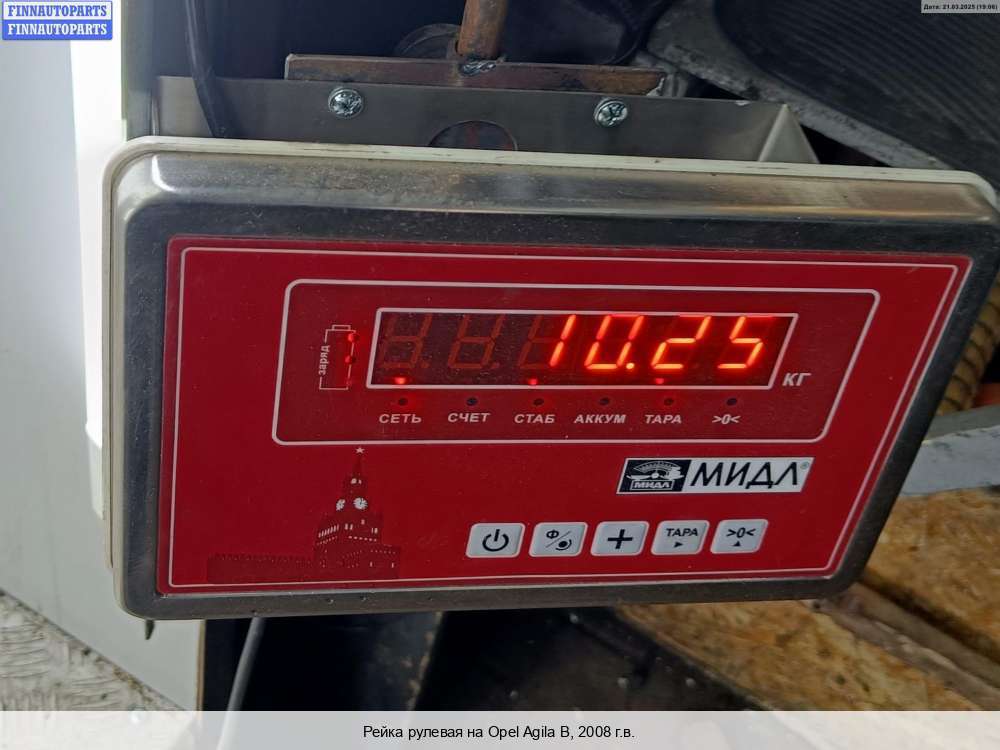 FINNAUTOPARTS
FINNAUTOPARTS
Дата: 21.03.2025 (19:06)
заряд
10.25
КГ
СЕТЬ СЧЕТ СТАБ АККУМ ТАРА >0<
МИДЛ МИДЛ®
Ф ТАРА >0<
Рейка рулевая на Opel Agila B, 2008 г.в.